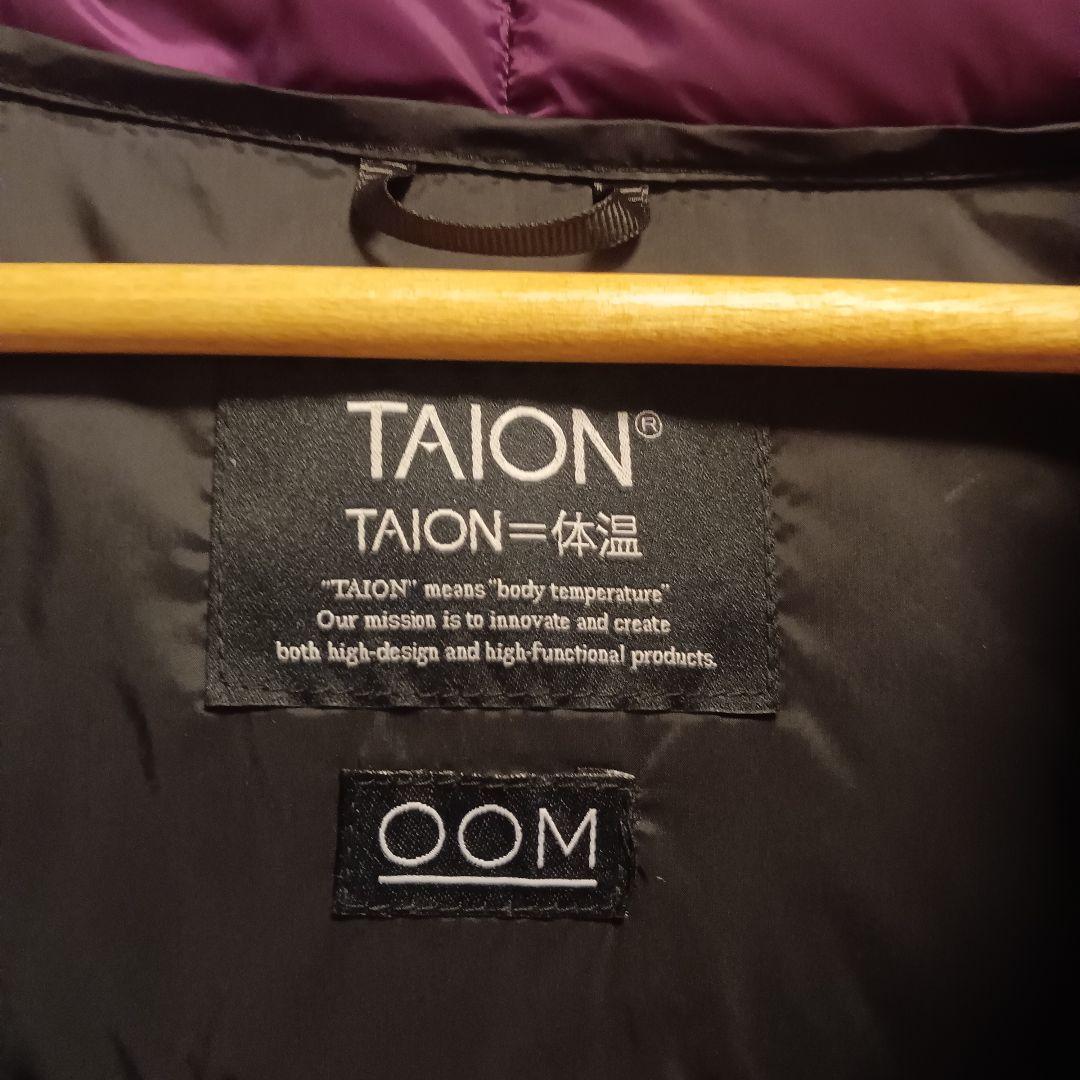 TAION®
TAION=体温
"TAION" means "body temperature"
Our mission is to innovate and create
both high-design and high-functional products.
OOM